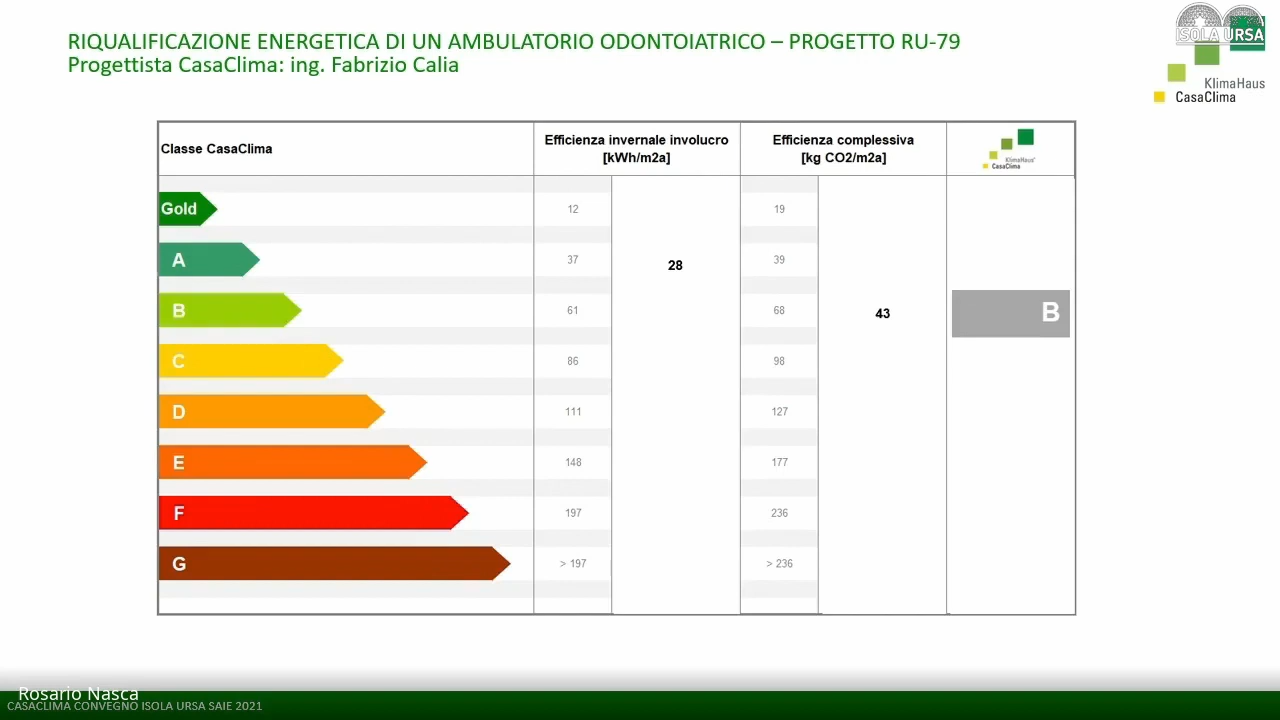 RIQUALIFICAZIONE ENERGETICA DI UN AMBULATORIO ODONTOIATRICO – PROGETTO RU-79
Progettista CasaClima: ing. Fabrizio Calia
ISOLA URSA
KlimaHaus
CasaClima
Classe CasaClima
Efficienza invernale involucro
[kWh/m2a]
Efficienza complessiva
[kg CO2/m2a]
KlimaHaus
CasaClima
Gold 12 19
A 37 28 39
B 61 68 43 B
C 86 98
D 111 127
E 148 177
F 197 236
G > 197 > 236
Rosario Nasca
CASACLIMA CONVEGNO ISOLA URSA SAIE 2021